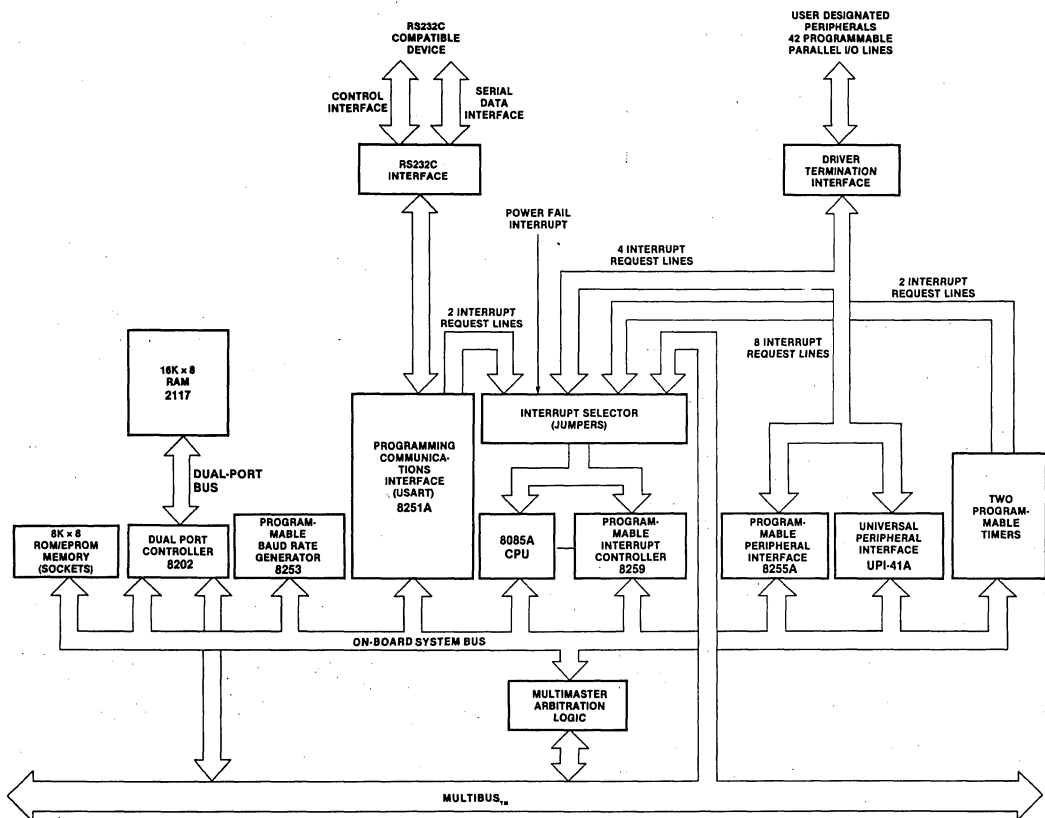 RS232C
COMPATIBLE
DEVICE
USER DESIGNATED
PERIPHERALS
42 PROGRAMMABLE
PARALLEL I/O LINES
CONTROL
INTERFACE
SERIAL
DATA
INTERFACE
RS232C
INTERFACE
DRIVER
TERMINATION
INTERFACE
POWER FAIL
INTERRUPT
4 INTERRUPT
REQUEST LINES
2 INTERRUPT
REQUEST LINES
2 INTERRUPT
REQUEST LINES
8 INTERRUPT
REQUEST LINES
16K × 8
RAM
2117
DUAL-PORT
BUS
PROGRAMMING
COMMUNICA-
TIONS
INTERFACE
(USART)
8251A
INTERRUPT SELECTOR
(JUMPERS)
8K × 8
ROM/EPROM
MEMORY
(SOCKETS)
DUAL PORT
CONTROLLER
8202
PROGRAM-
MABLE
BAUD RATE
GENERATOR
8253
8085A
CPU
PROGRAM-
MABLE
INTERRUPT
CONTROLLER
8259
PROGRAM-
MABLE
PERIPHERAL
INTERFACE
8255A
UNIVERSAL
PERIPHERAL
INTERFACE
UPI-41A
TWO
PROGRAM-
MABLE
TIMERS
ON-BOARD SYSTEM BUS
MULTIMASTER
ARBITRATION
LOGIC
MULTIBUS™